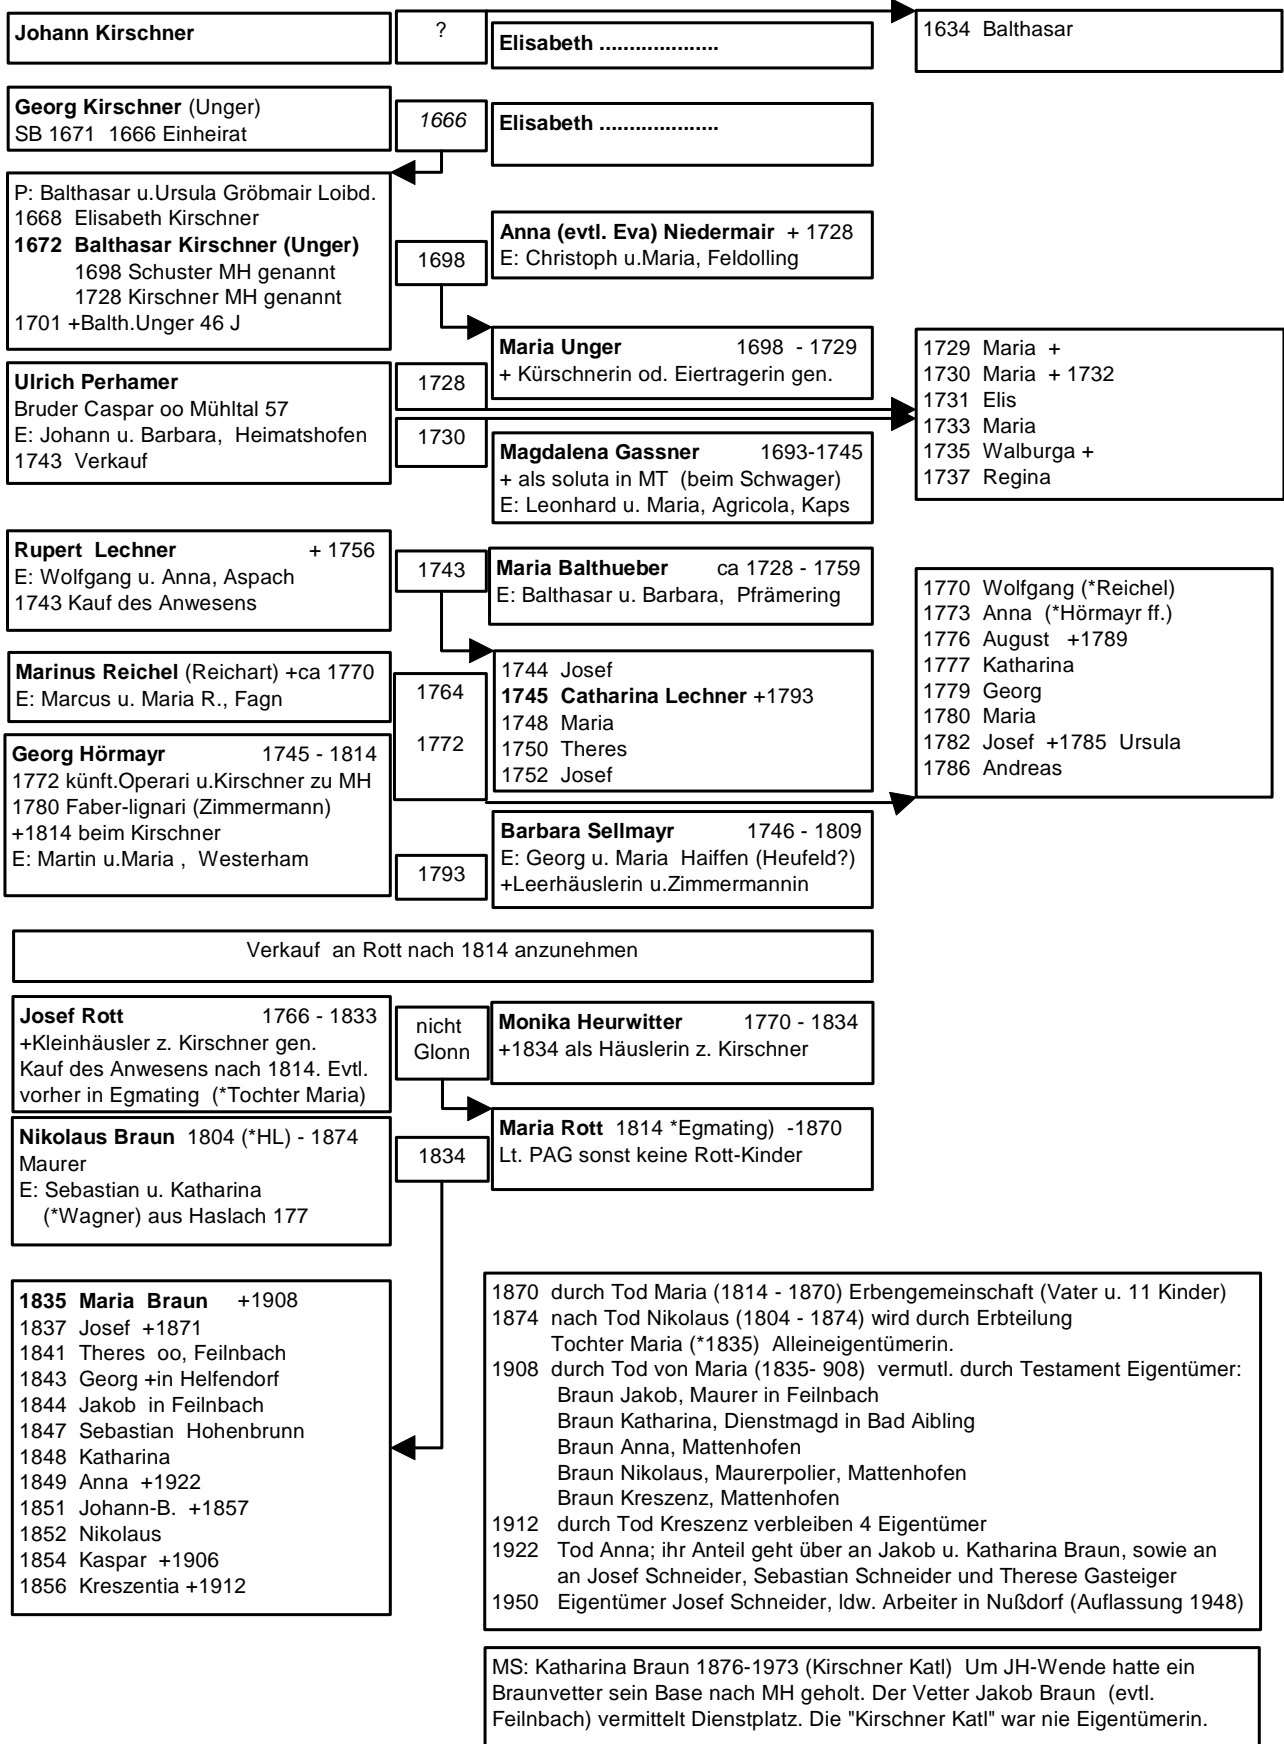 Johann Kirschner
?
Elisabeth ....................
1634 Balthasar
Georg Kirschner (Unger)
SB 1671 1666 Einheirat
1666
Elisabeth ....................
P: Balthasar u.Ursula Gröbmair Loibd.
1668 Elisabeth Kirschner
1672 Balthasar Kirschner (Unger)
1698 Schuster MH genannt
1728 Kirschner MH genannt
1701 +Balth.Unger 46 J
1698
Anna (evtl. Eva) Niedermair + 1728
E: Christoph u.Maria, Feldolling
Maria Unger 1698 - 1729
+ Kürschnerin od. Eiertragerin gen.
Ulrich Perhamer
Bruder Caspar oo Mühltal 57
E: Johann u. Barbara, Heimatshofen
1743 Verkauf
1728
1730
Magdalena Gassner 1693-1745
+ als soluta in MT (beim Schwager)
E: Leonhard u. Maria, Agricola, Kaps
1729 Maria +
1730 Maria + 1732
1731 Elis
1733 Maria
1735 Walburga +
1737 Regina
Rupert Lechner + 1756
E: Wolfgang u. Anna, Aspach
1743 Kauf des Anwesens
1743
Maria Balthueber ca 1728 - 1759
E: Balthasar u. Barbara, Pfrämering
Marinus Reichel (Reichart) +ca 1770
E: Marcus u. Maria R., Fagn
1764
1772
1744 Josef
1745 Catharina Lechner +1793
1748 Maria
1750 Theres
1752 Josef
1770 Wolfgang (*Reichel)
1773 Anna (*Hörmayr ff.)
1776 August +1789
1777 Katharina
1779 Georg
1780 Maria
1782 Josef +1785 Ursula
1786 Andreas
Georg Hörmayr 1745 - 1814
1772 künft.Operari u.Kirschner zu MH
1780 Faber-lignari (Zimmermann)
+1814 beim Kirschner
E: Martin u.Maria , Westerham
1793
Barbara Sellmayr 1746 - 1809
E: Georg u. Maria Haiffen (Heufeld?)
+Leerhäuslerin u.Zimmermannin
Verkauf an Rott nach 1814 anzunehmen
Josef Rott 1766 - 1833
+Kleinhäusler z. Kirschner gen.
Kauf des Anwesens nach 1814. Evtl.
vorher in Egmating (*Tochter Maria)
nicht
Glonn
Monika Heurwitter 1770 - 1834
+1834 als Häuslerin z. Kirschner
Nikolaus Braun 1804 (*HL) - 1874
Maurer
E: Sebastian u. Katharina
(*Wagner) aus Haslach 177
1834
Maria Rott 1814 *Egmating) -1870
Lt. PAG sonst keine Rott-Kinder
1835 Maria Braun +1908
1837 Josef +1871
1841 Theres oo, Feilnbach
1843 Georg +in Helfendorf
1844 Jakob in Feilnbach
1847 Sebastian Hohenbrunn
1848 Katharina
1849 Anna +1922
1851 Johann-B. +1857
1852 Nikolaus
1854 Kaspar +1906
1856 Kreszentia +1912
1870 durch Tod Maria (1814 - 1870) Erbengemeinschaft (Vater u. 11 Kinder)
1874 nach Tod Nikolaus (1804 - 1874) wird durch Erbteilung
Tochter Maria (*1835) Alleineigentümerin.
1908 durch Tod von Maria (1835- 908) vermutl. durch Testament Eigentümer:
Braun Jakob, Maurer in Feilnbach
Braun Katharina, Dienstmagd in Bad Aibling
Braun Anna, Mattenhofen
Braun Nikolaus, Maurerpolier, Mattenhofen
Braun Kreszenz, Mattenhofen
1912 durch Tod Kreszenz verbleiben 4 Eigentümer
1922 Tod Anna; ihr Anteil geht über an Jakob u. Katharina Braun, sowie an
an Josef Schneider, Sebastian Schneider und Therese Gasteiger
1950 Eigentümer Josef Schneider, ldw. Arbeiter in Nußdorf (Auflassung 1948)
MS: Katharina Braun 1876-1973 (Kirschner Katl) Um JH-Wende hatte ein
Braunvetter sein Base nach MH geholt. Der Vetter Jakob Braun (evtl.
Feilnbach) vermittelt Dienstplatz. Die "Kirschner Katl" war nie Eigentümerin.